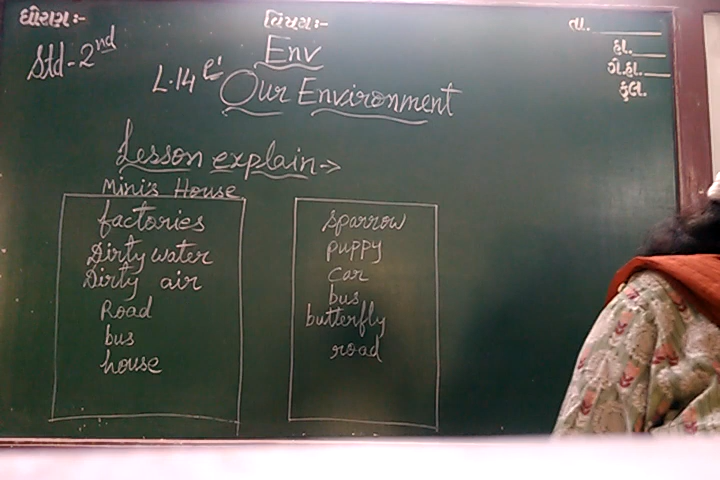 ધોરણ :-
વિષય :-
તા.
હા.
ગે.હા.
કુલ.
Std - 2nd
Env
L.14
Our Environment
Lesson explain →
Mini's House
factories
Dirty water
Dirty air
Road
bus
house
sparrow
puppy
car
bus
butterfly
road